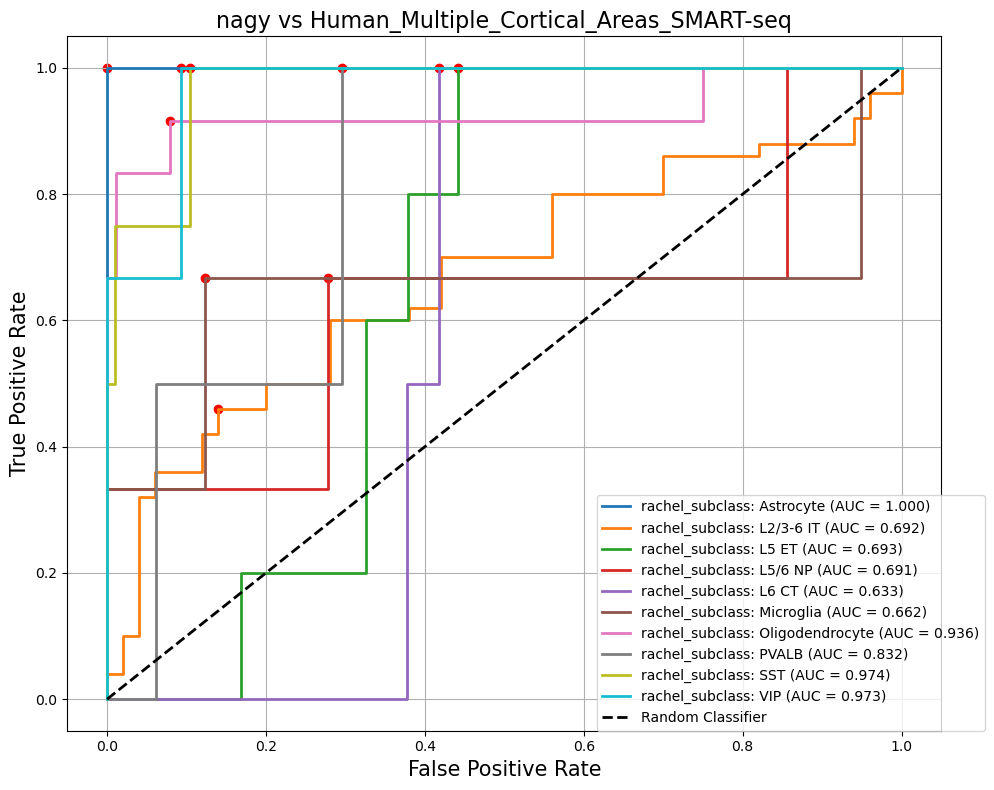 nagy vs Human_Multiple_Cortical_Areas_SMART-seq
True Positive Rate
1.0
0.8
0.6
0.4
0.2
0.0
rachel_subclass: Astrocyte (AUC = 1.000)
rachel_subclass: L2/3-6 IT (AUC = 0.692)
rachel_subclass: L5 ET (AUC = 0.693)
rachel_subclass: L5/6 NP (AUC = 0.691)
rachel_subclass: L6 CT (AUC = 0.633)
rachel_subclass: Microglia (AUC = 0.662)
rachel_subclass: Oligodendrocyte (AUC = 0.936)
rachel_subclass: PVALB (AUC = 0.832)
rachel_subclass: SST (AUC = 0.974)
rachel_subclass: VIP (AUC = 0.973)
Random Classifier
0.0 0.2 0.4 0.6 0.8 1.0
False Positive Rate